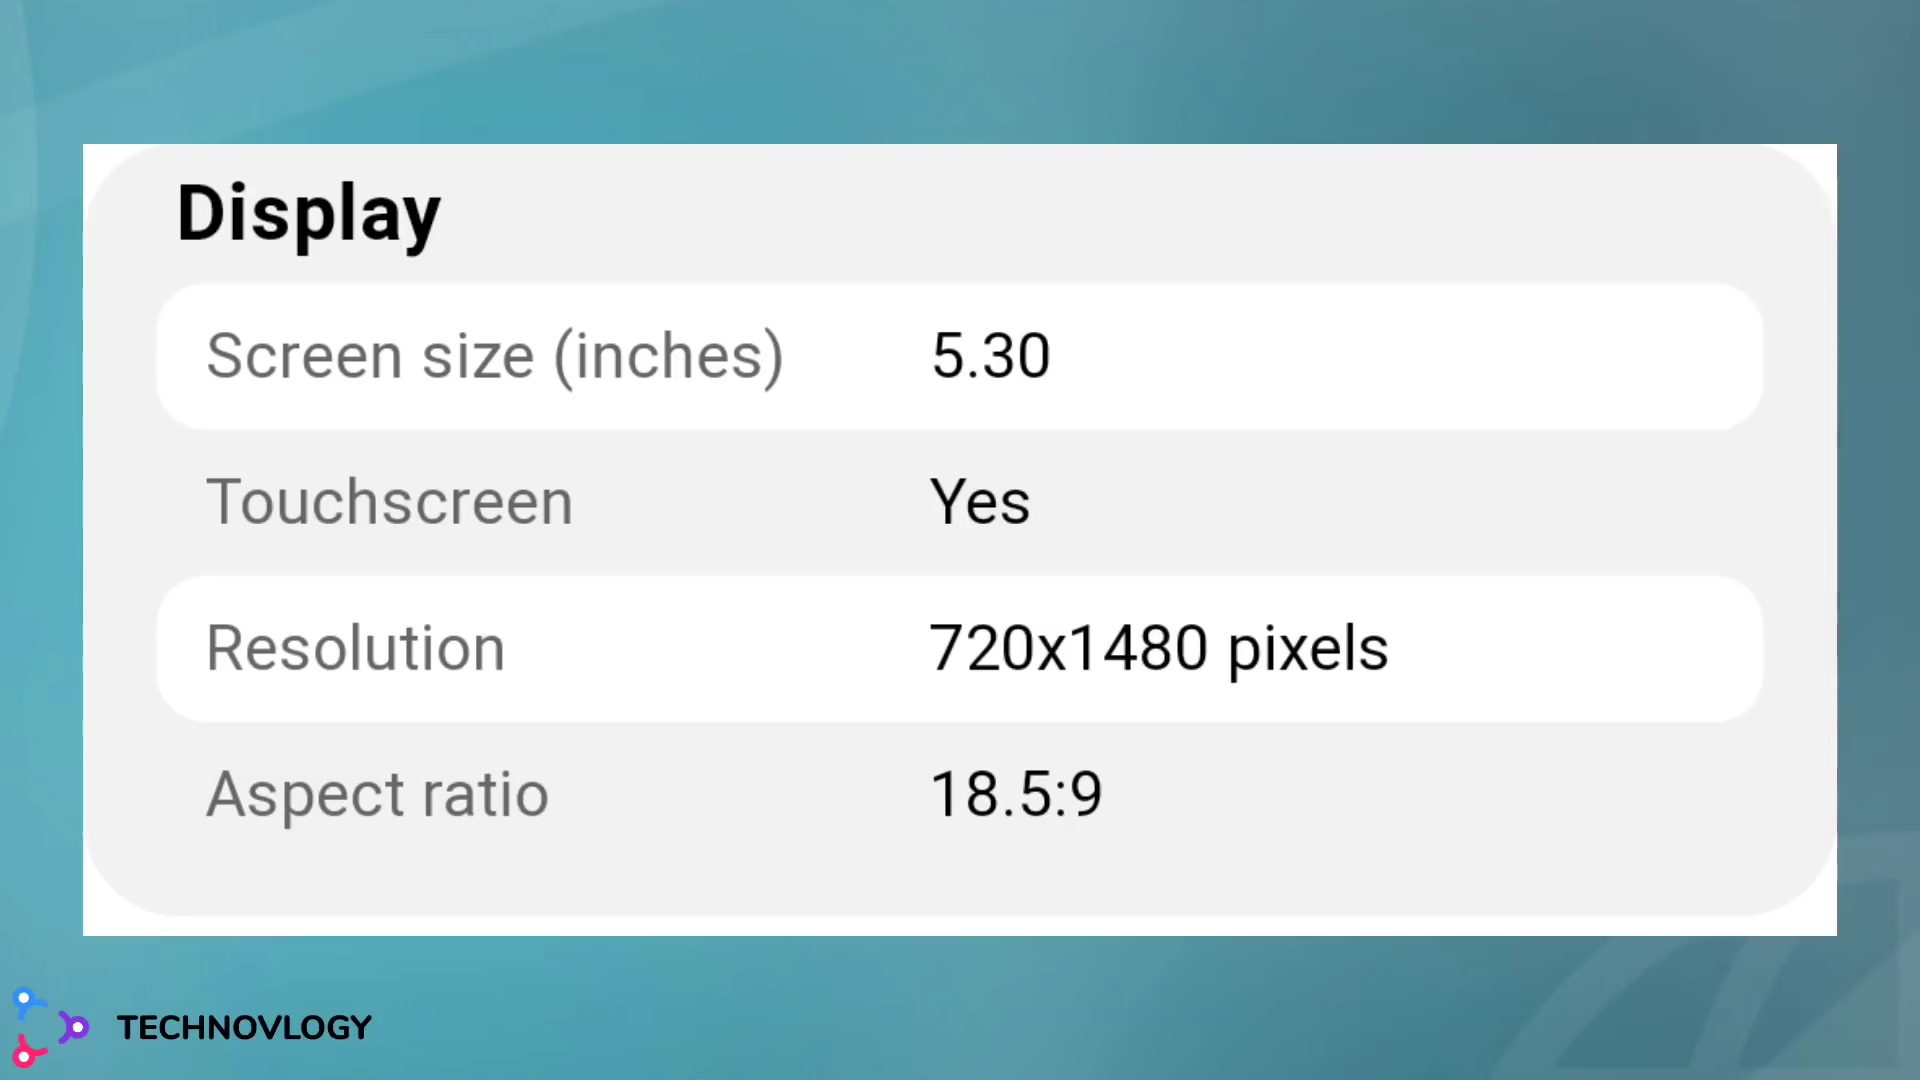 Display
Screen size (inches) 5.30
Touchscreen Yes
Resolution 720x1480 pixels
Aspect ratio 18.5:9
TECHNOVLOGY